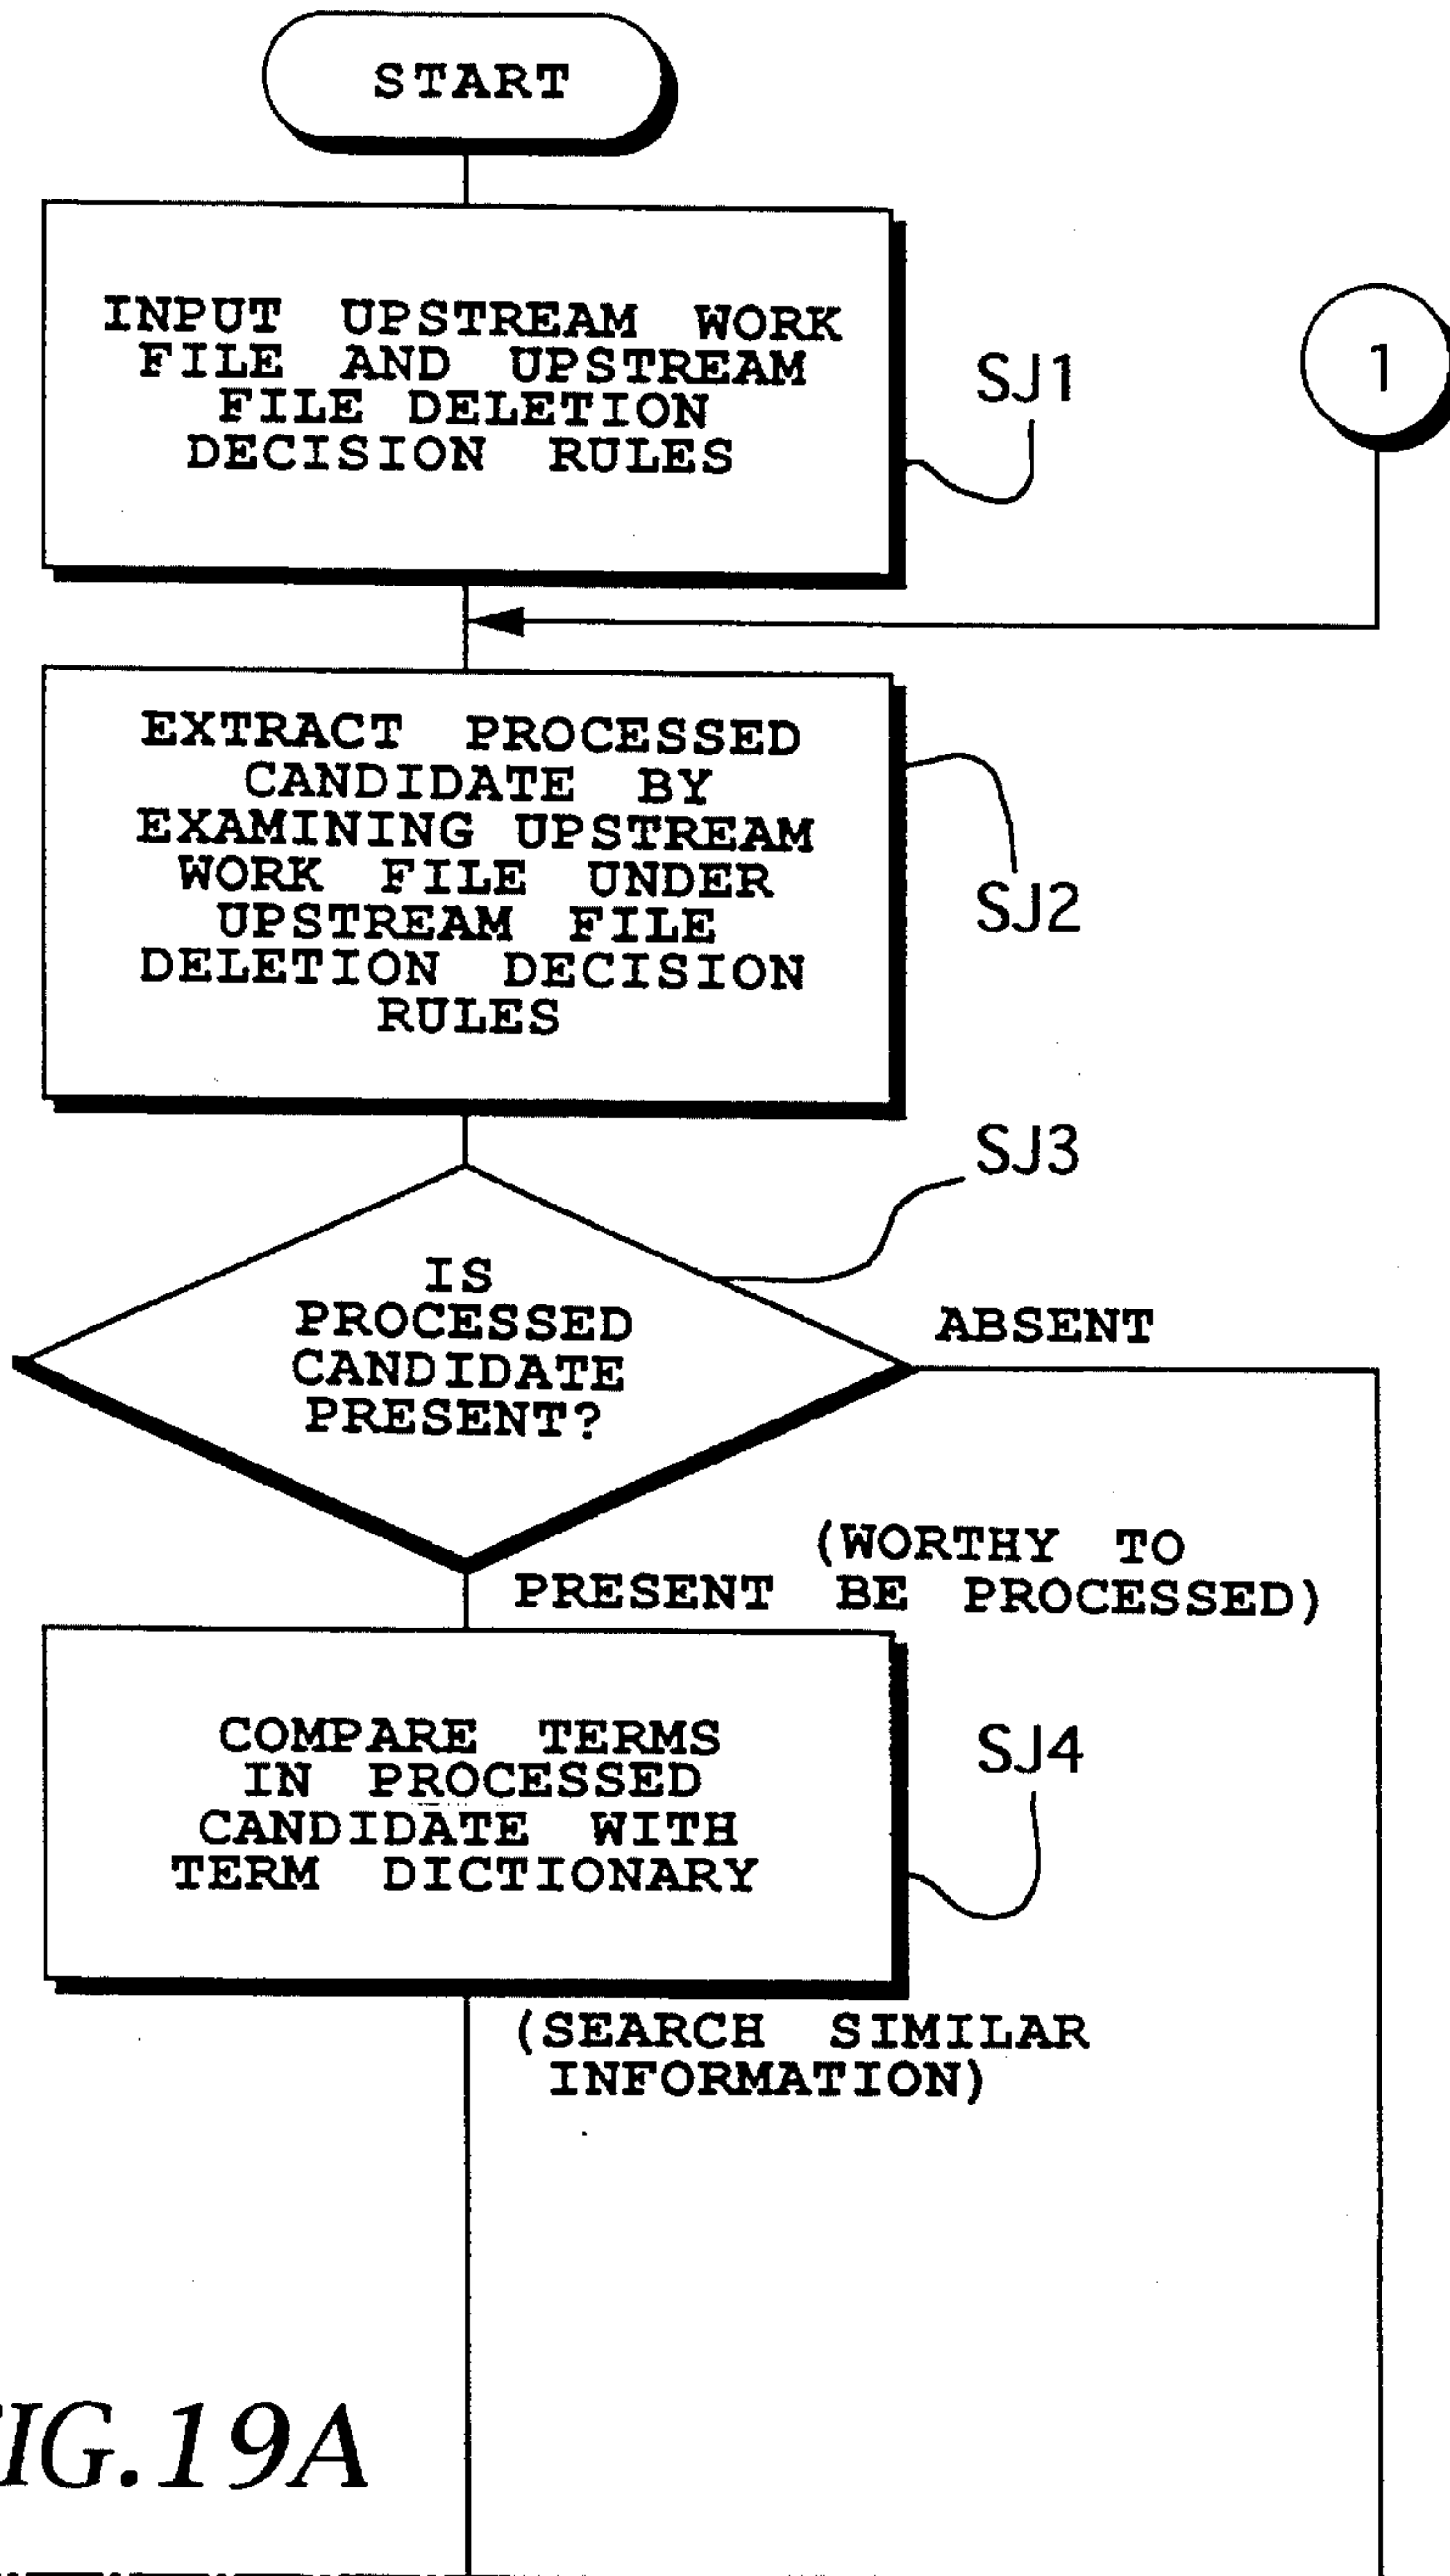 START
INPUT UPSTREAM WORK
FILE AND UPSTREAM
FILE DELETION
DECISION RULES
SJ1
1
EXTRACT PROCESSED
CANDIDATE BY
EXAMINING UPSTREAM
WORK FILE UNDER
UPSTREAM FILE
DELETION DECISION
RULES
SJ2
SJ3
IS
PROCESSED
CANDIDATE
PRESENT?
ABSENT
(WORTHY TO
PRESENT BE PROCESSED)
COMPARE TERMS
IN PROCESSED
CANDIDATE WITH
TERM DICTIONARY
SJ4
(SEARCH SIMILAR
INFORMATION)
FIG.19A